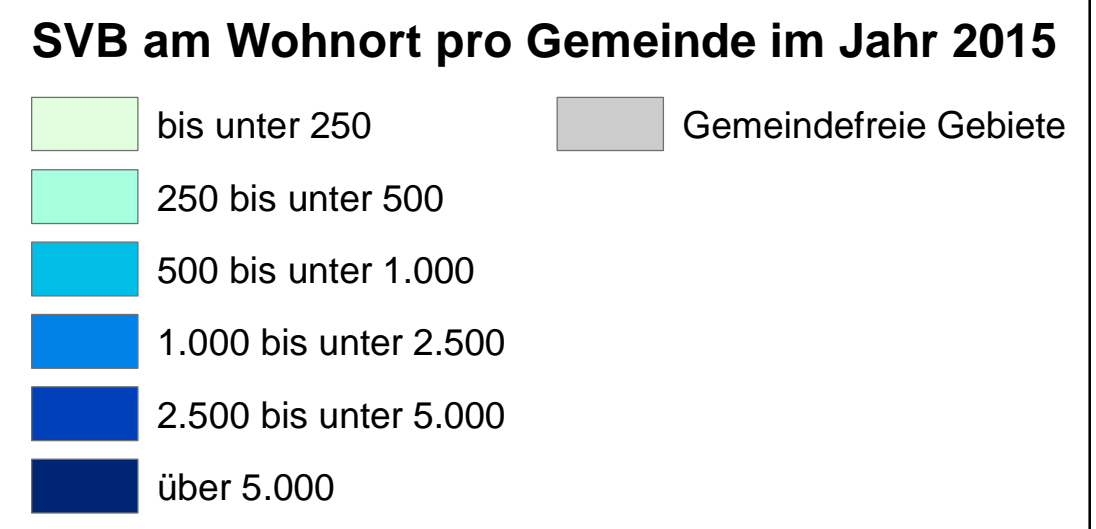 SVB am Wohnort pro Gemeinde im Jahr 2015
bis unter 250
Gemeindefreie Gebiete
250 bis unter 500
500 bis unter 1.000
1.000 bis unter 2.500
2.500 bis unter 5.000
über 5.000